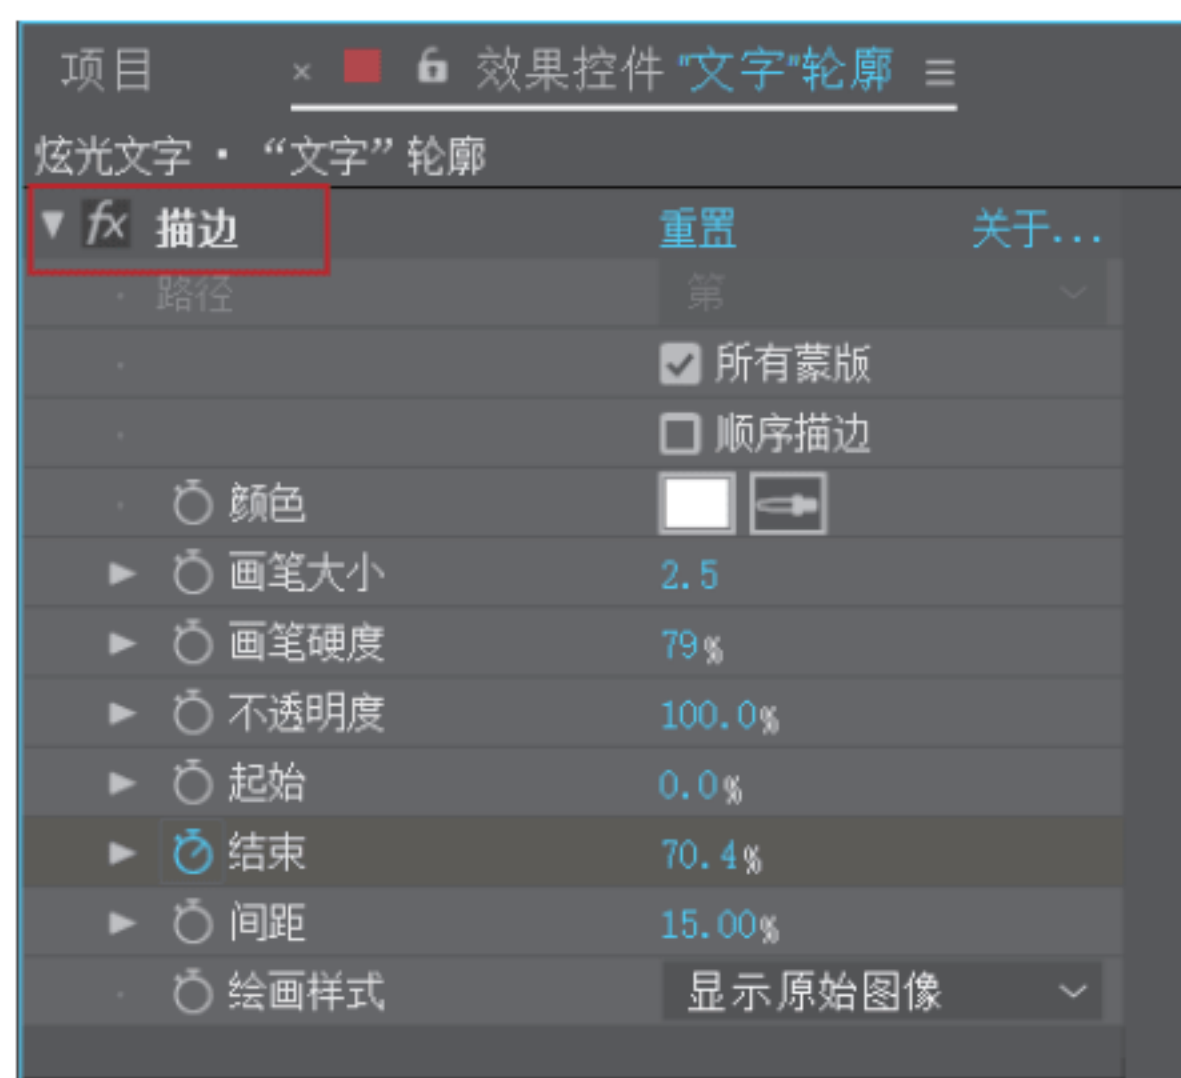 项目 × 效果控件 "文字"轮廓 ≡
炫光文字 · “文字” 轮廓
fx 描边 重置 关于...
路径 第
所有蒙版
顺序描边
颜色
画笔大小 2.5
画笔硬度 79%
不透明度 100.0%
起始 0.0%
结束 70.4%
间距 15.00%
绘画样式 显示原始图像